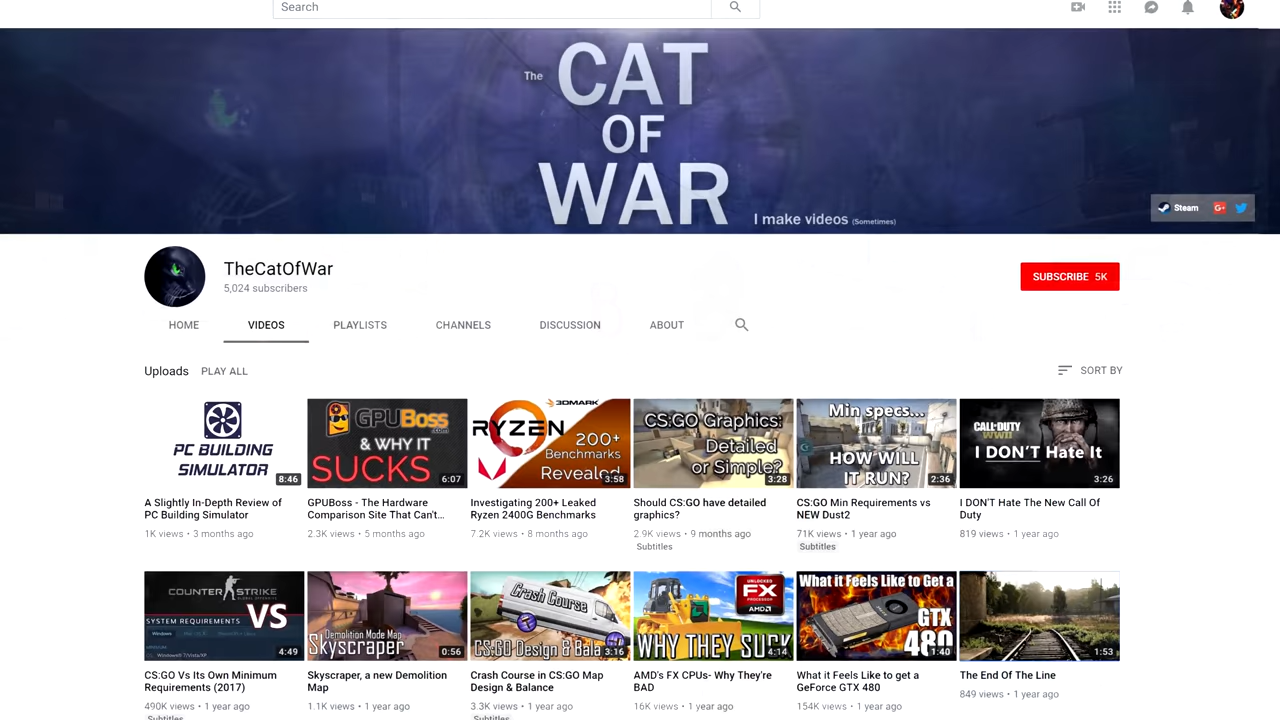 Search
The
CAT
OF
WAR
I make videos (Sometimes)
Steam
G+
TheCatOfWar
5,024 subscribers
SUBSCRIBE 5K
HOME VIDEOS PLAYLISTS CHANNELS DISCUSSION ABOUT
Uploads PLAY ALL
SORT BY
PC BUILDING
SIMULATOR
8:46
A Slightly In-Depth Review of
PC Building Simulator
1K views • 3 months ago
GPUBoss
.com
& WHY IT
SUCKS
6:07
GPUBoss - The Hardware
Comparison Site That Can't...
2.3K views • 5 months ago
3DMARK
RYZEN
200+
Benchmarks
Revealed
3:58
Investigating 200+ Leaked
Ryzen 2400G Benchmarks
7.2K views • 8 months ago
CS:GO Graphics:
Detailed
or Simple?
3:28
Should CS:GO have detailed
graphics?
2.9K views • 9 months ago
Subtitles
Min specs...
HOW WILL
IT RUN?
2:36
CS:GO Min Requirements vs
NEW Dust2
71K views • 1 year ago
Subtitles
CALL OF DUTY
WWII
I DON'T Hate It
3:26
I DON'T Hate The New Call Of
Duty
819 views • 1 year ago
COUNTER STRIKE
GLOBAL OFFENSIVE
VS
SYSTEM REQUIREMENTS
Windows
4:49
CS:GO Vs Its Own Minimum
Requirements (2017)
490K views • 1 year ago
Subtitles
Demolition Mode Map
Skyscraper
0:56
Skyscraper, a new Demolition
Map
1.1K views • 1 year ago
Crash Course
CS:GO Design & Bala
3:16
Crash Course in CS:GO Map
Design & Balance
3.3K views • 1 year ago
Subtitles
UNLOCKED
FX
PROCESSOR
AMD
WHY THEY SUCK
4:14
AMD's FX CPUs- Why They're
BAD
16K views • 1 year ago
What it Feels Like to Get a
GTX
480
1:40
What it Feels Like to get a
GeForce GTX 480
154K views • 1 year ago
1:53
The End Of The Line
849 views • 1 year ago